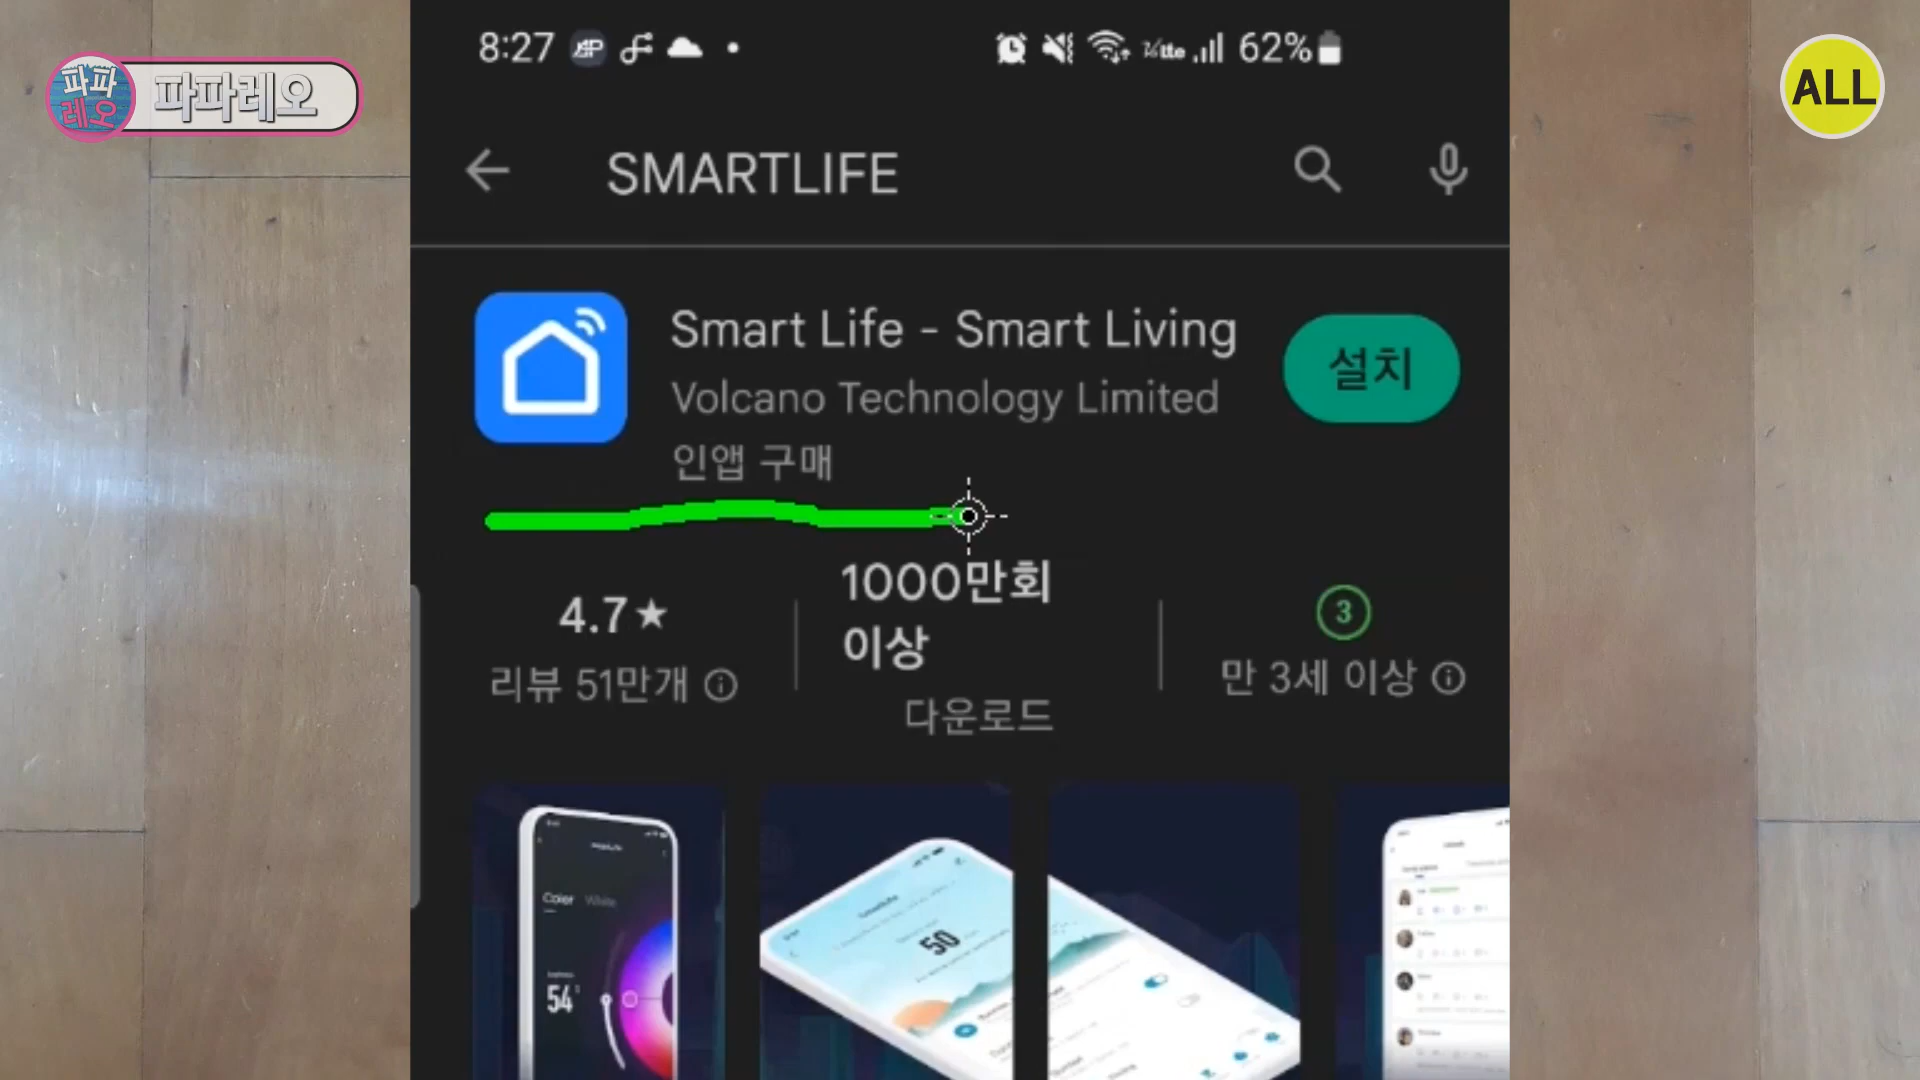 8:27
62%
파파
레오
파파레오
ALL
SMARTLIFE
Smart Life - Smart Living
Volcano Technology Limited
인앱 구매
설치
4.7★
리뷰 51만개
1000만회
이상
다운로드
3
만 3세 이상
Color White
54
50